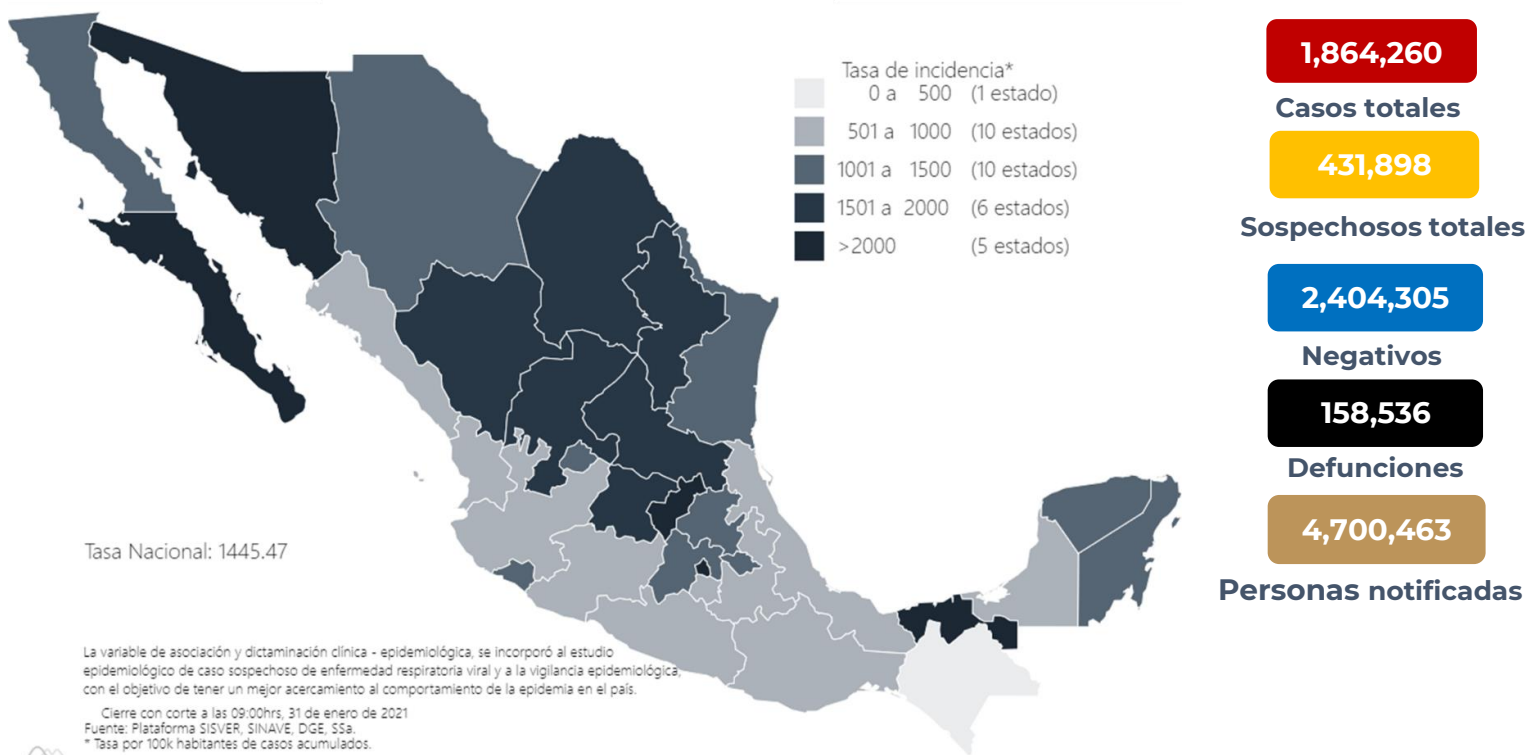 Tasa de incidencia*
0 a 500 (1 estado)
501 a 1000 (10 estados)
1001 a 1500 (10 estados)
1501 a 2000 (6 estados)
>2000 (5 estados)
Tasa Nacional: 1445.47
La variable de asociación y dictaminación clínica - epidemiológica, se incorporó al estudio
epidemiológico de caso sospechoso de enfermedad respiratoria viral y a la vigilancia epidemiológica,
con el objetivo de tener un mejor acercamiento al comportamiento de la epidemia en el país.
Cierre con corte a las 09:00hrs, 31 de enero de 2021
Fuente: Plataforma SISVER, SINAVE, DGE, SSa.
* Tasa por 100k habitantes de casos acumulados.
1,864,260
Casos totales
431,898
Sospechosos totales
2,404,305
Negativos
158,536
Defunciones
4,700,463
Personas notificadas